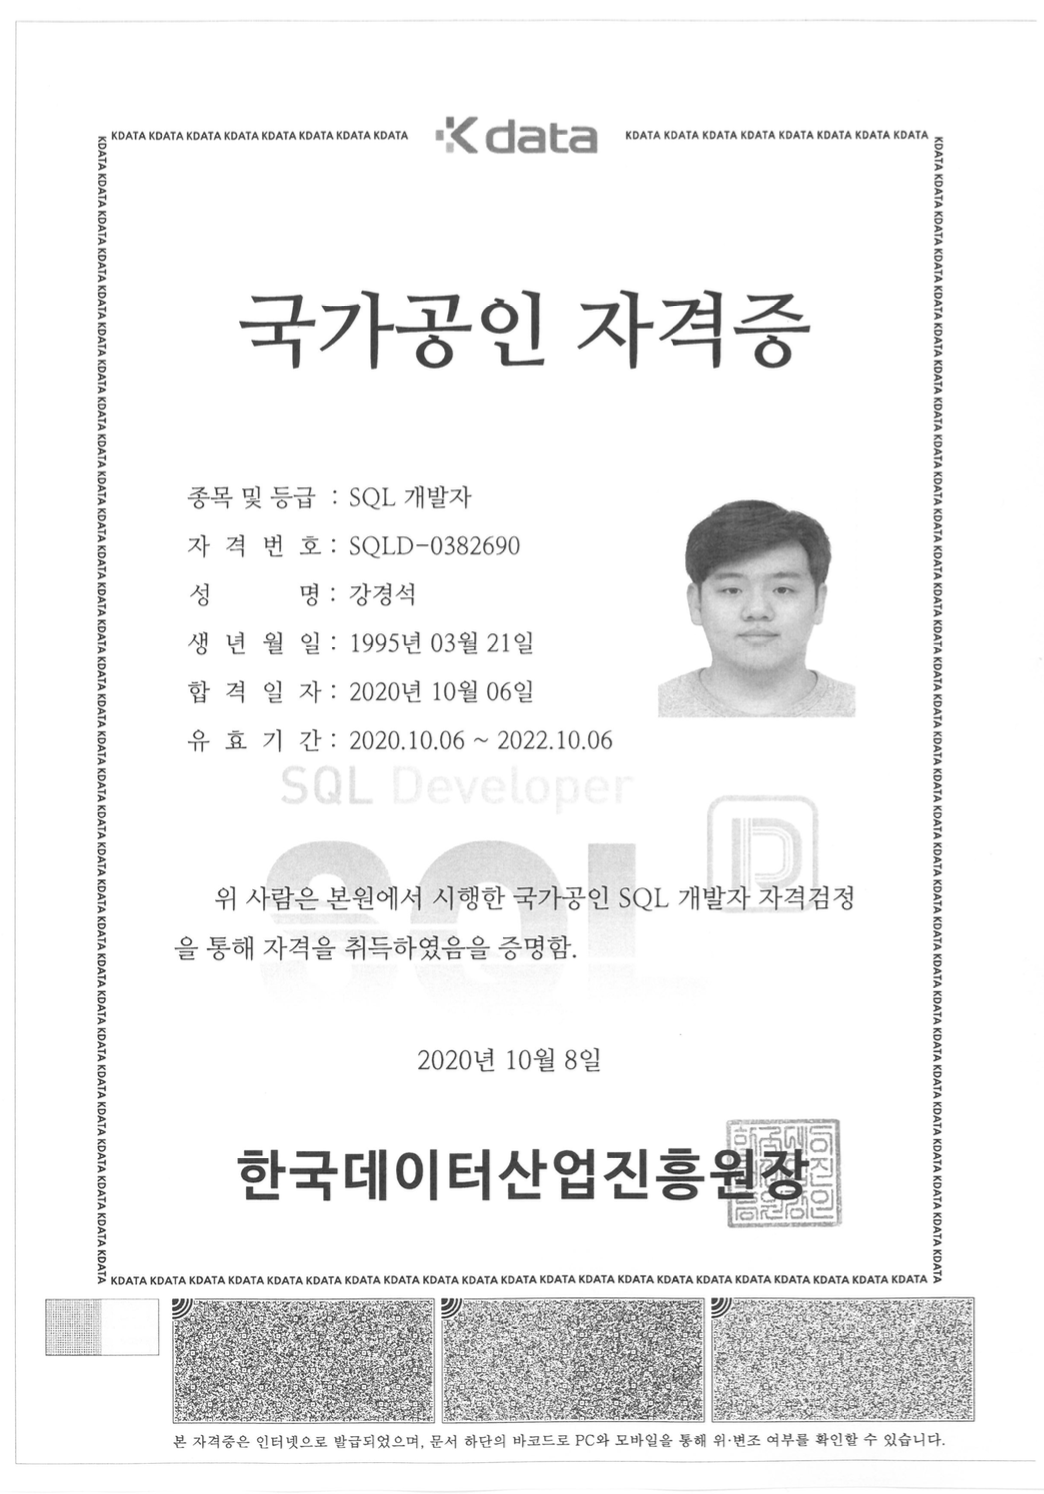 KDATA KDATA KDATA KDATA KDATA KDATA KDATA KDATA
Kdata
KDATA KDATA KDATA KDATA KDATA KDATA KDATA KDATA
국가공인 자격증
종목 및 등급 : SQL 개발자
자 격 번 호 : SQLD-0382690
성 명 : 강경석
생 년 월 일 : 1995년 03월 21일
합 격 일 자 : 2020년 10월 06일
유 효 기 간 : 2020.10.06 ~ 2022.10.06
SQL Developer
SQL
D
위 사람은 본원에서 시행한 국가공인 SQL 개발자 자격검정
을 통해 자격을 취득하였음을 증명함.
2020년 10월 8일
한국데이터산업진흥원장
KDATA KDATA KDATA KDATA KDATA KDATA KDATA KDATA KDATA KDATA KDATA KDATA KDATA KDATA KDATA KDATA KDATA KDATA KDATA KDATA KDATA
본 자격증은 인터넷으로 발급되었으며, 문서 하단의 바코드로 PC와 모바일을 통해 위·변조 여부를 확인할 수 있습니다.